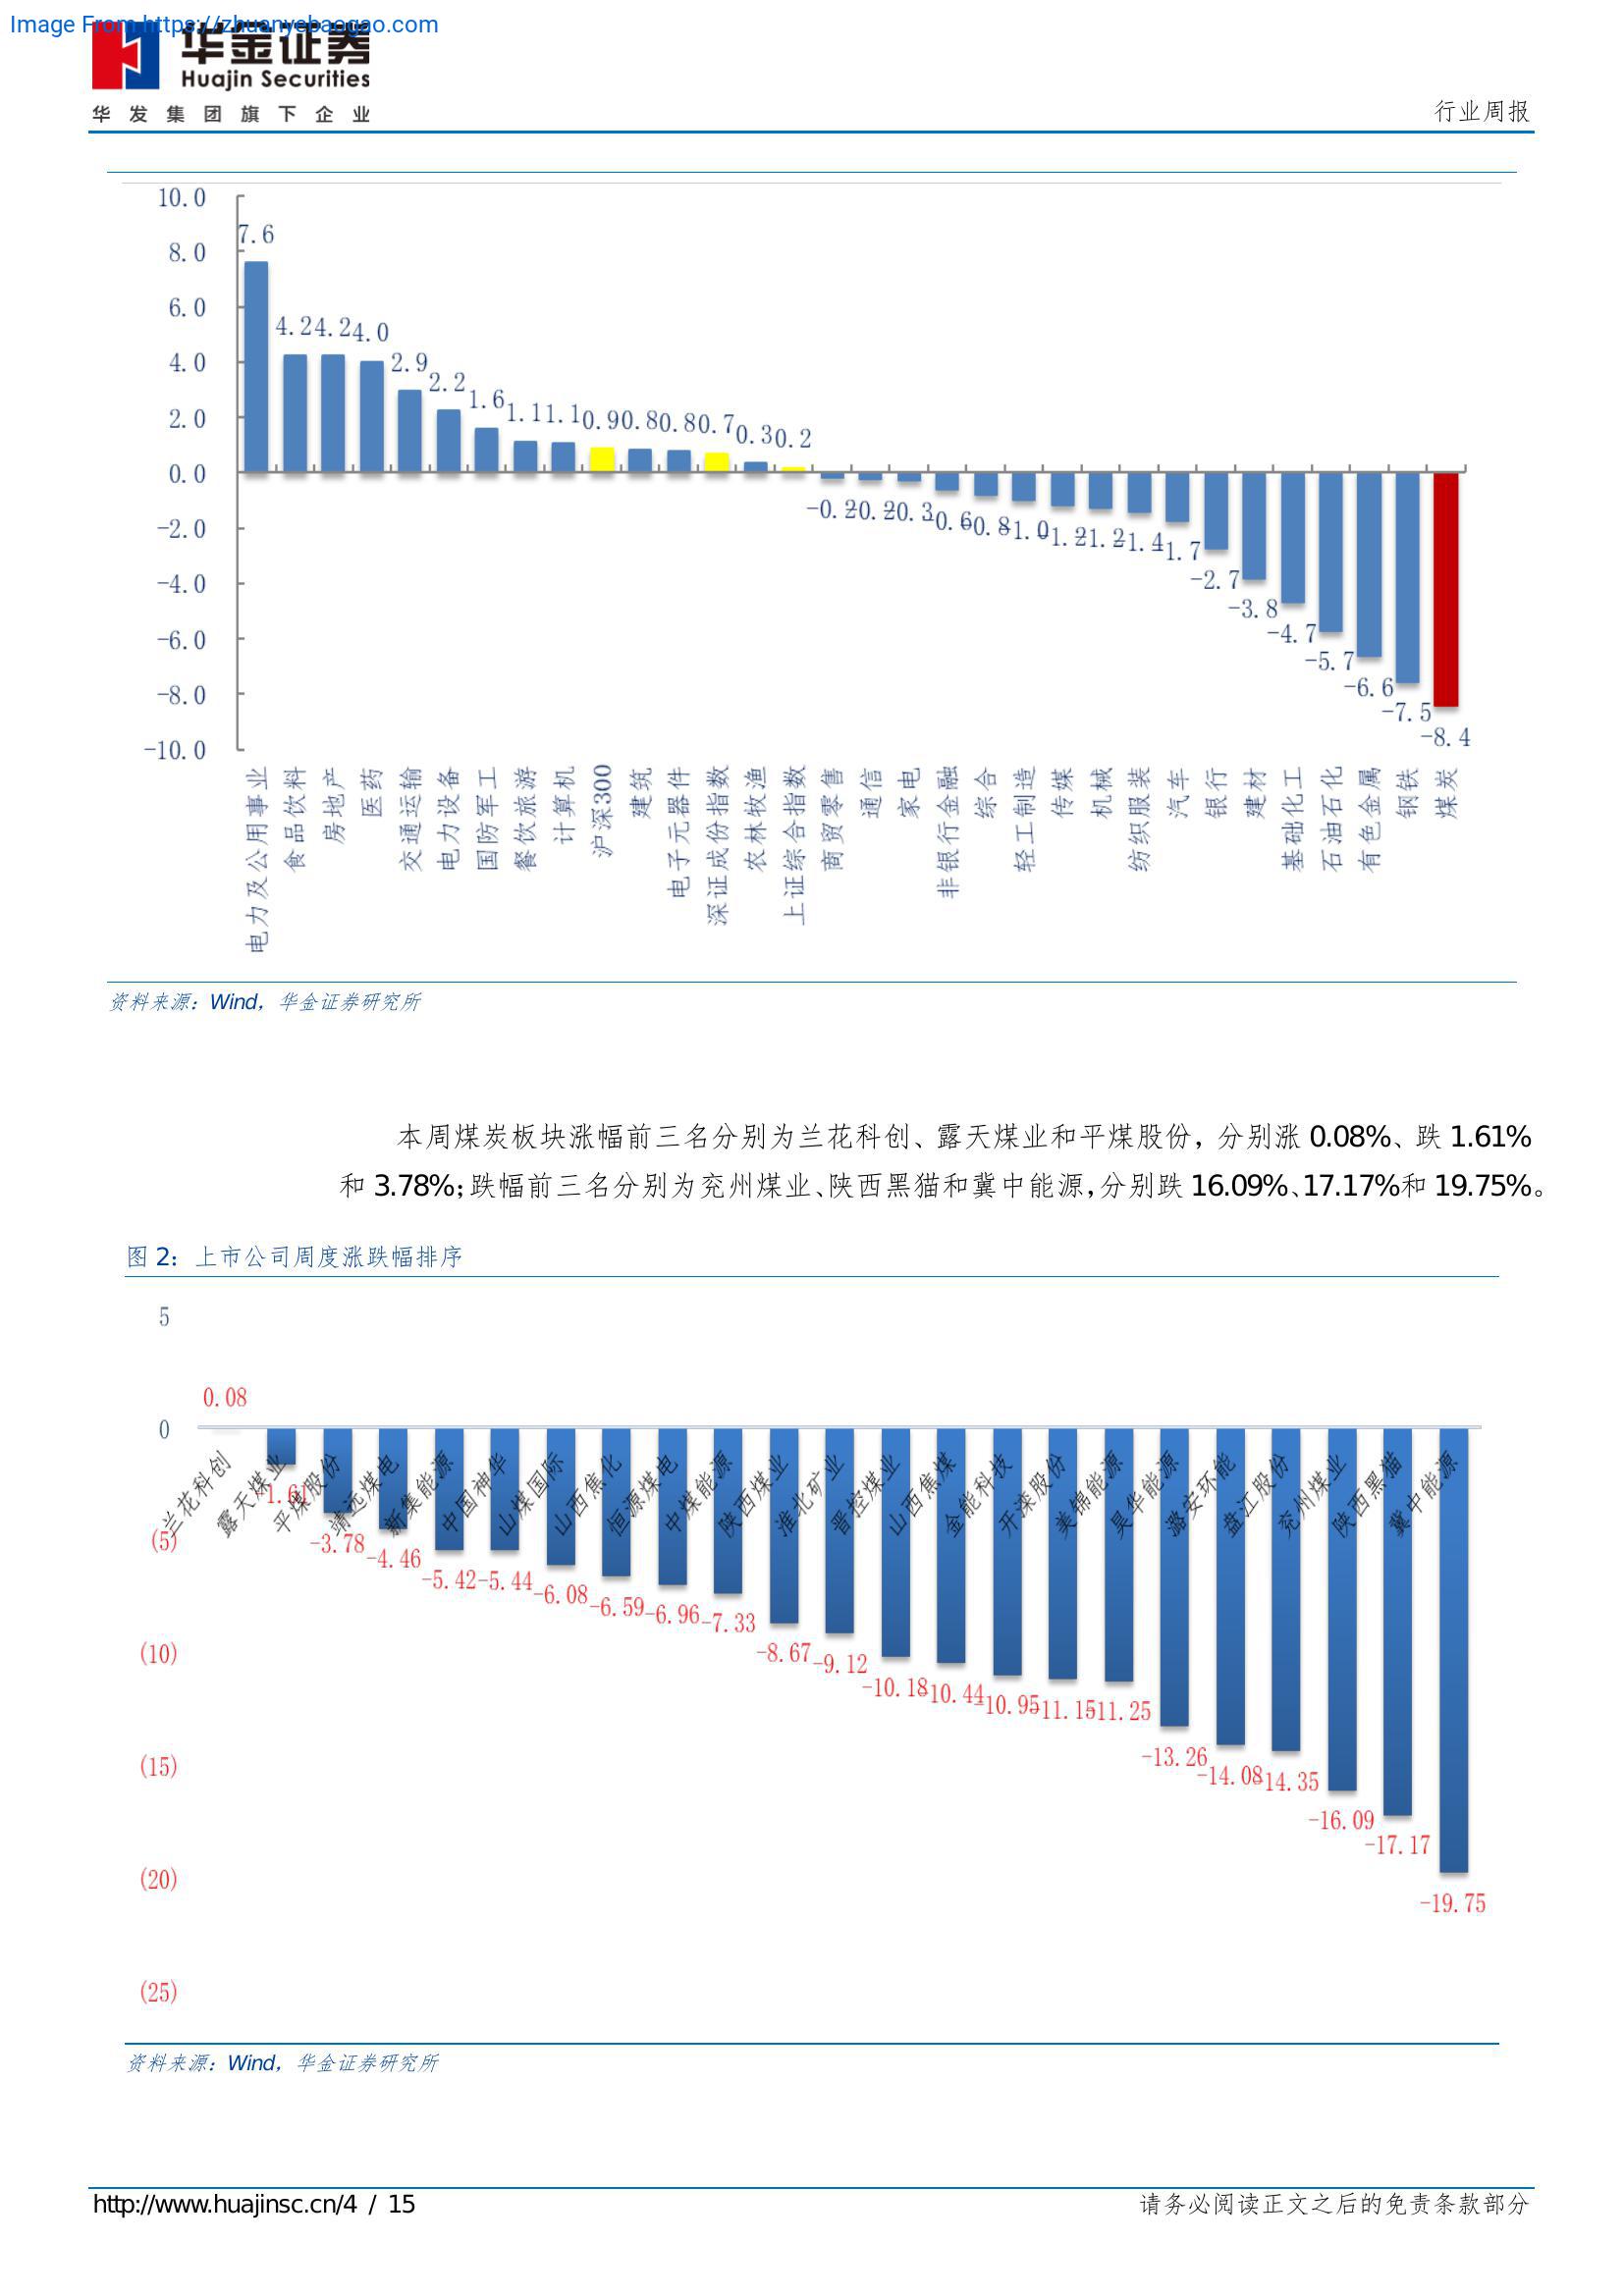 Image From https://zhuanyebaogao.com
华金证券
Huajin Securities
华发集团旗下企业
行业周报
10.0
8.0
6.0
4.0
2.0
0.0
-2.0
-4.0
-6.0
-8.0
-10.0
7.6
4.2
4.2
4.0
2.9
2.2
1.6
1.1
1.1
0.9
0.8
0.8
0.7
0.3
0.2
-0.2
-0.2
-0.3
-0.6
-0.8
-1.0
-1.2
-1.2
-1.4
-1.7
-2.7
-3.8
-4.7
-5.7
-6.6
-7.5
-8.4
电力及公用事业
食品饮料
房地产
医药
交通运输
电力设备
国防军工
餐饮旅游
计算机
沪深300
建筑
电子元器件
深证成份指数
农林牧渔
上证综合指数
商贸零售
通信
家电
非银行金融
综合
轻工制造
传媒
机械
纺织服装
汽车
银行
建材
基础化工
石油石化
有色金属
钢铁
煤炭
资料来源：Wind，华金证券研究所
本周煤炭板块涨幅前三名分别为兰花科创、露天煤业和平煤股份，分别涨 0.08%、跌 1.61%
和 3.78%；跌幅前三名分别为兖州煤业、陕西黑猫和冀中能源，分别跌 16.09%、17.17%和 19.75%。
图 2：上市公司周度涨跌幅排序
5
0
(5)
(10)
(15)
(20)
(25)
0.08
-1.61
-3.78
-4.46
-5.42
-5.44
-6.08
-6.59
-6.96
-7.33
-8.67
-9.12
-10.18
-10.44
-10.95
-11.15
-11.25
-13.26
-14.08
-14.35
-16.09
-17.17
-19.75
兰花科创
露天煤业
平煤股份
靖远煤电
新集能源
中国神华
山煤国际
山西焦化
恒源煤电
中煤能源
陕西煤业
淮北矿业
晋控煤业
山西焦煤
金能科技
开滦股份
美锦能源
昊华能源
潞安环能
盘江股份
兖州煤业
陕西黑猫
冀中能源
资料来源：Wind，华金证券研究所
http://www.huajinsc.cn/4 / 15
请务必阅读正文之后的免责条款部分